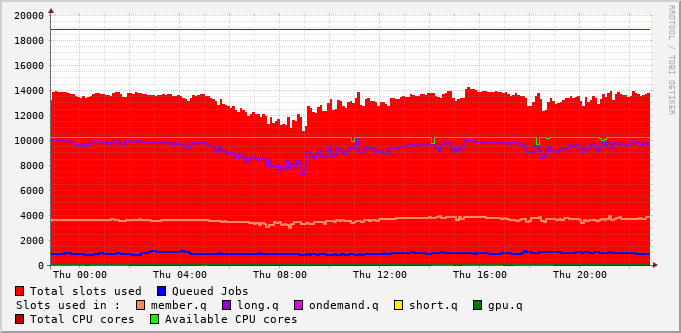 20000
18000
16000
14000
12000
10000
8000
6000
4000
2000
0
Thu 00:00 Thu 04:00 Thu 08:00 Thu 12:00 Thu 16:00 Thu 20:00
Total slots used Queued Jobs
Slots used in : member.q long.q ondemand.q short.q gpu.q
Total CPU cores Available CPU cores
RRDTOOL / TOBI OETIKER